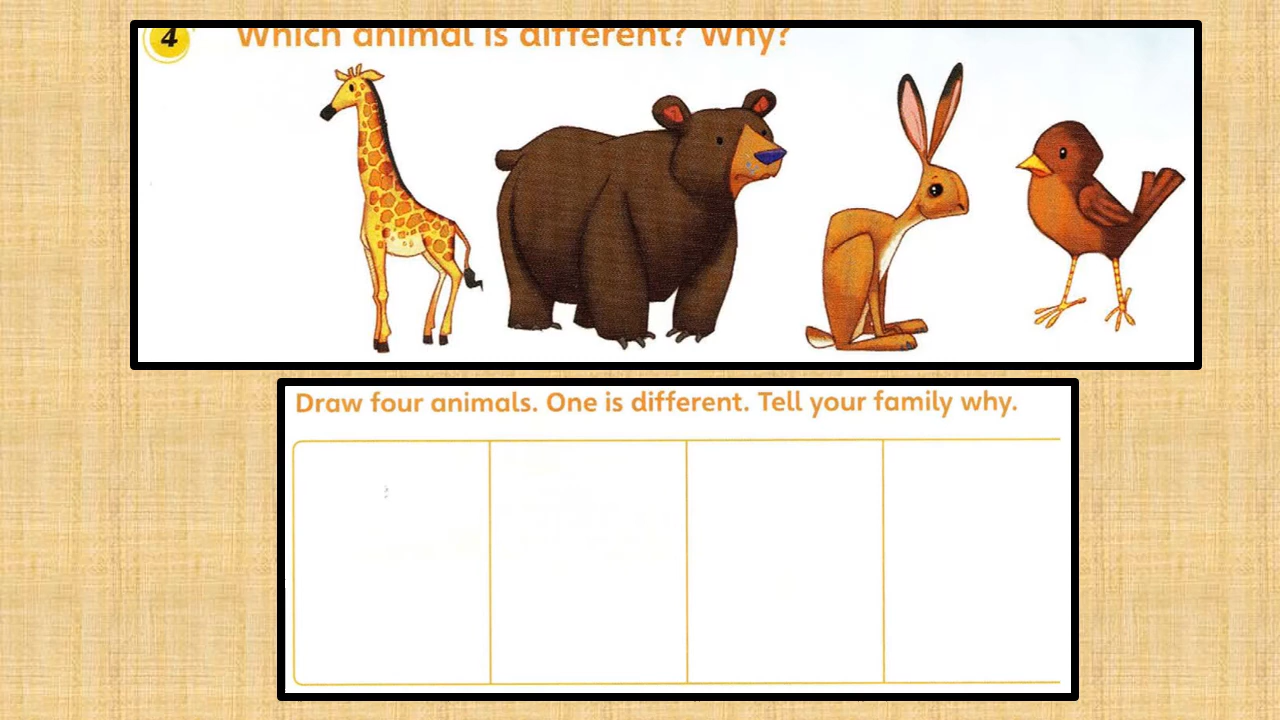 4
Which animal is different? Why?
Draw four animals. One is different. Tell your family why.